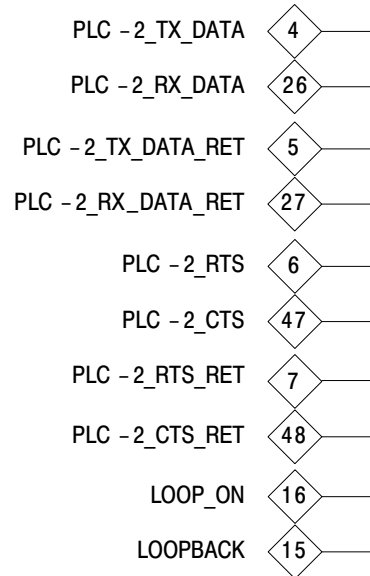 PLC -2_TX_DATA 4
PLC -2_RX_DATA 26
PLC -2_TX_DATA_RET 5
PLC -2_RX_DATA_RET 27
PLC -2_RTS 6
PLC -2_CTS 47
PLC -2_RTS_RET 7
PLC -2_CTS_RET 48
LOOP_ON 16
LOOPBACK 15